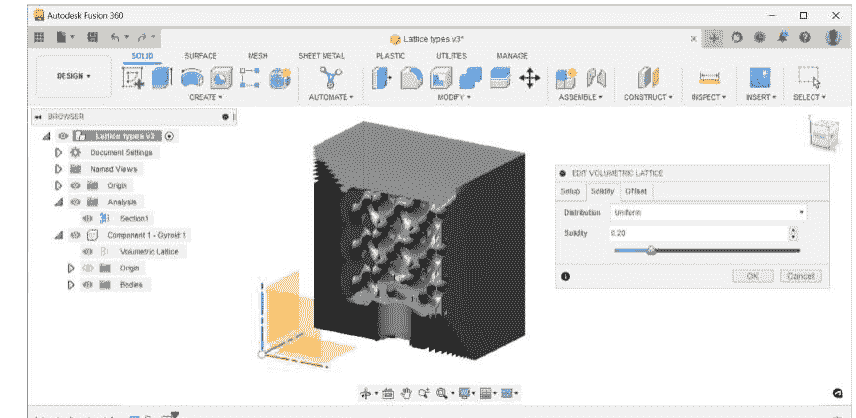 Autodesk Fusion 360
Lattice types v3*
SOLID SURFACE MESH SHEET METAL PLASTIC UTILITIES MANAGE
DESIGN
CREATE AUTOMATE MODIFY ASSEMBLE CONSTRUCT INSPECT INSERT SELECT
BROWSER
Lattice types v3
Document Settings
Named Views
Origin
Analysis
Section1
Component 1 - Gyroid:1
Volumetric Lattice
Origin
Bodies
EDIT VOLUMETRIC LATTICE
Setup Solidity Offset
Distribution Uniform
Solidity 0.20
OK Cancel